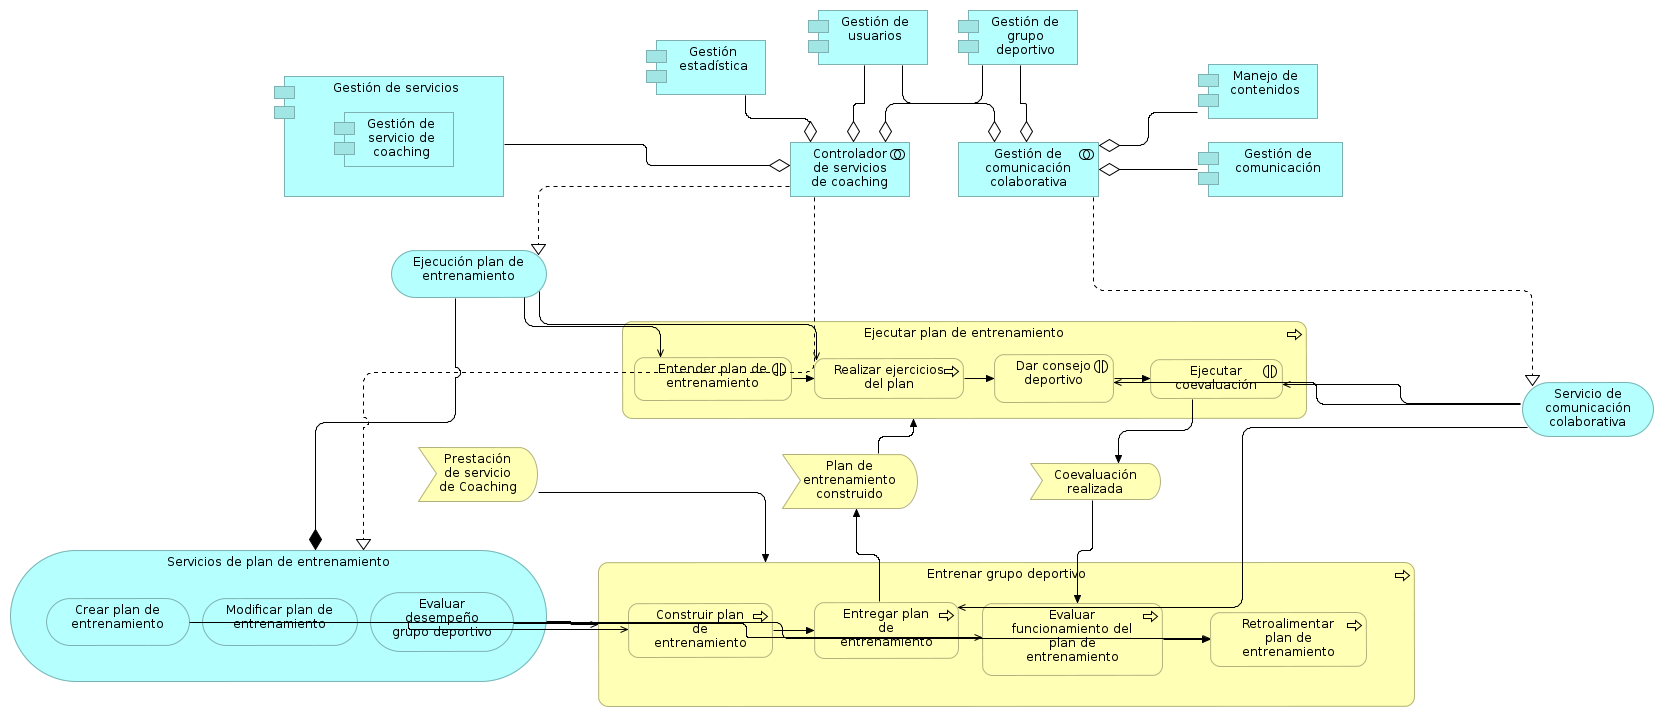 Gestión de
usuarios
Gestión de
grupo
deportivo
Gestión
estadística
Manejo de
contenidos
Gestión de servicios
Gestión de
servicio de
coaching
Controlador
de servicios
de coaching
Gestión de
comunicación
colaborativa
Gestión de
comunicación
Ejecución plan de
entrenamiento
Ejecutar plan de entrenamiento
Entender plan de
entrenamiento
Realizar ejercicios
del plan
Dar consejo
deportivo
Ejecutar
coevaluación
Servicio de
comunicación
colaborativa
Prestación
de servicio
de Coaching
Plan de
entrenamiento
construido
Coevaluación
realizada
Servicios de plan de entrenamiento
Crear plan de
entrenamiento
Modificar plan de
entrenamiento
Evaluar
desempeño
grupo deportivo
Entrenar grupo deportivo
Construir plan
de
entrenamiento
Entregar plan
de
entrenamiento
Evaluar
funcionamiento del
plan de
entrenamiento
Retroalimentar
plan de
entrenamiento